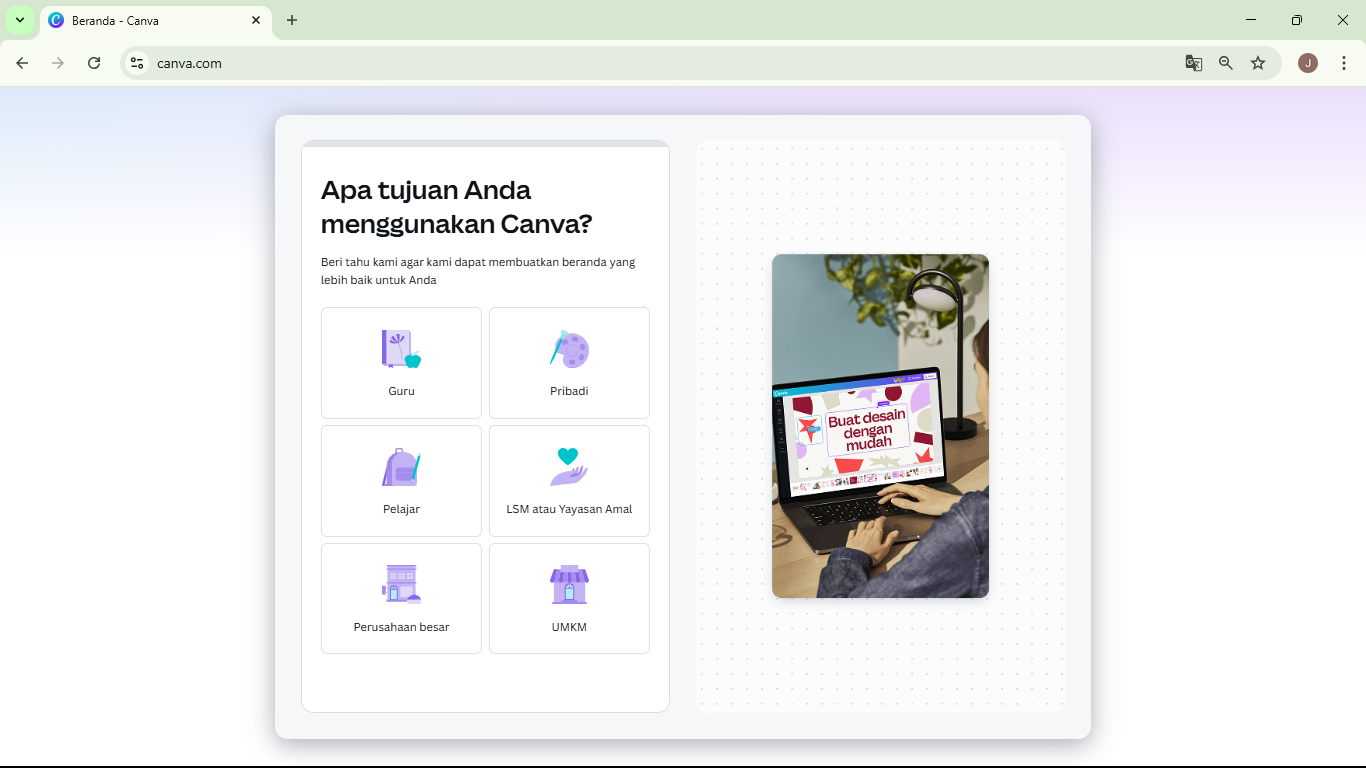 Beranda - Canva
canva.com
J
Apa tujuan Anda
menggunakan Canva?
Beri tahu kami agar kami dapat membuatkan beranda yang
lebih baik untuk Anda
Guru
Pribadi
Pelajar
LSM atau Yayasan Amal
Perusahaan besar
UMKM
Buat desain
dengan
mudah